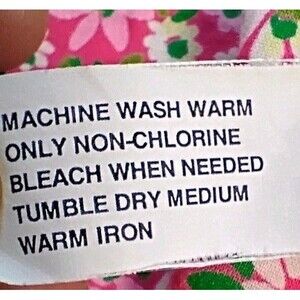 MACHINE WASH WARM
ONLY NON-CHLORINE
BLEACH WHEN NEEDED
TUMBLE DRY MEDIUM
WARM IRON